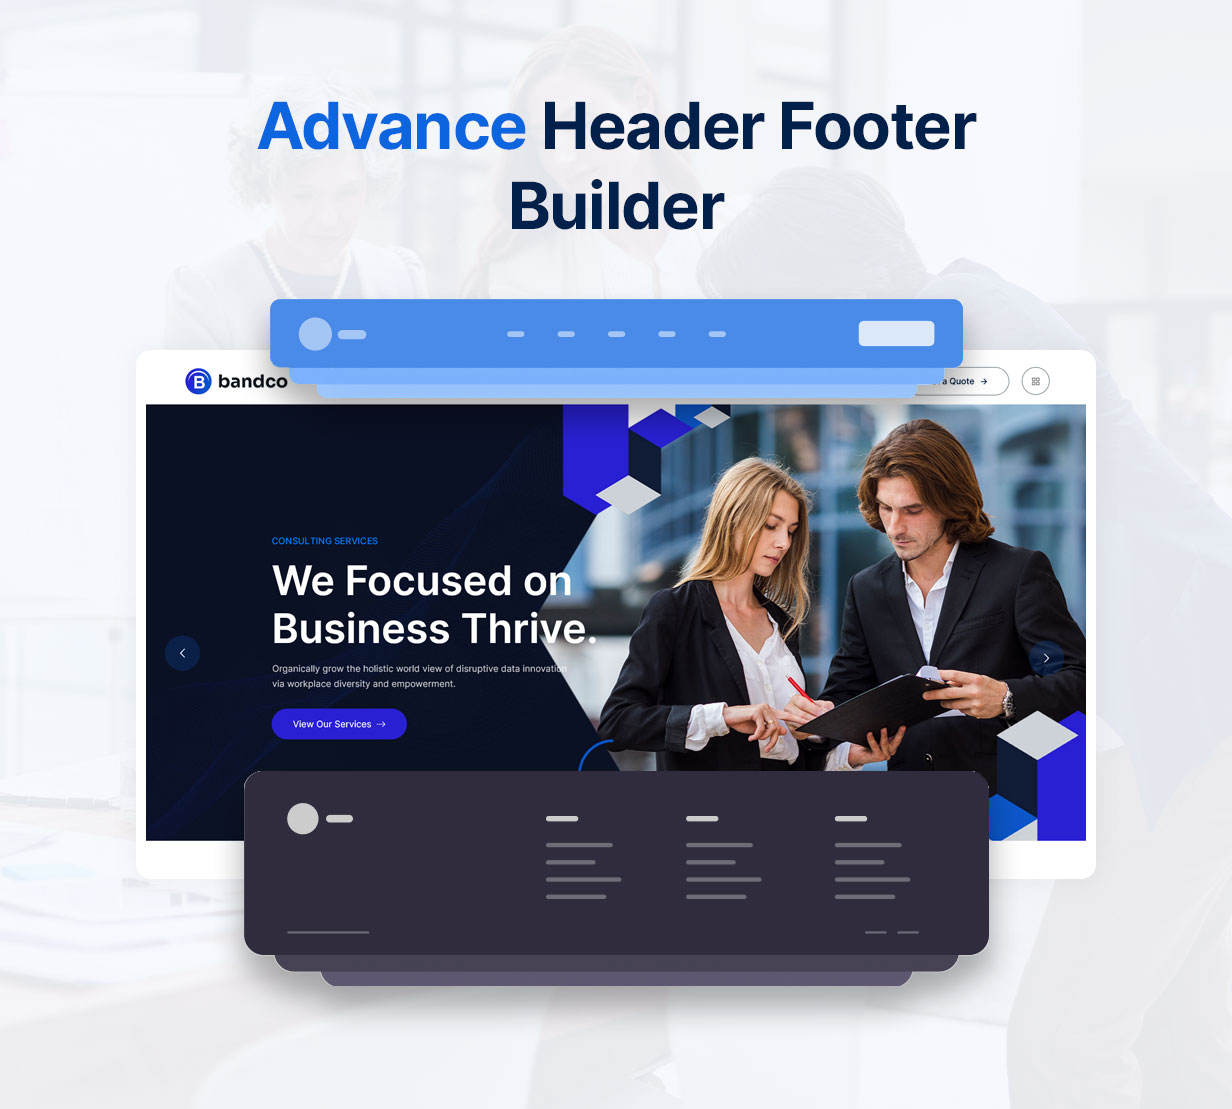 Advance Header Footer
Builder
B bandco
a Quote →
CONSULTING SERVICES
We Focused on
Business Thrive.
Organically grow the holistic world view of disruptive data innovation
via workplace diversity and empowerment.
View Our Services →